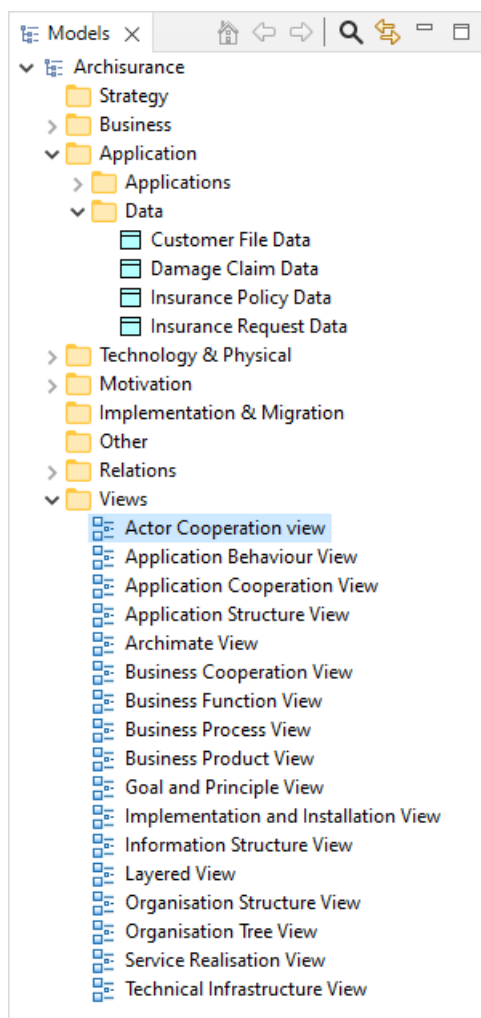 Models
Archisurance
Strategy
Business
Application
Applications
Data
Customer File Data
Damage Claim Data
Insurance Policy Data
Insurance Request Data
Technology & Physical
Motivation
Implementation & Migration
Other
Relations
Views
Actor Cooperation view
Application Behaviour View
Application Cooperation View
Application Structure View
Archimate View
Business Cooperation View
Business Function View
Business Process View
Business Product View
Goal and Principle View
Implementation and Installation View
Information Structure View
Layered View
Organisation Structure View
Organisation Tree View
Service Realisation View
Technical Infrastructure View